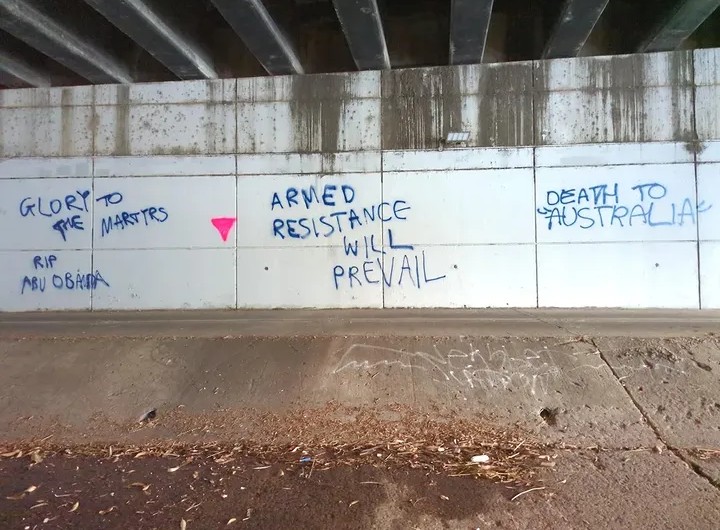 GLORY TO
THE MARTYRS
RIP
ABU OBAIDA
ARMED
RESISTANCE
WILL
PREVAIL
DEATH TO
"AUSTRALIA"